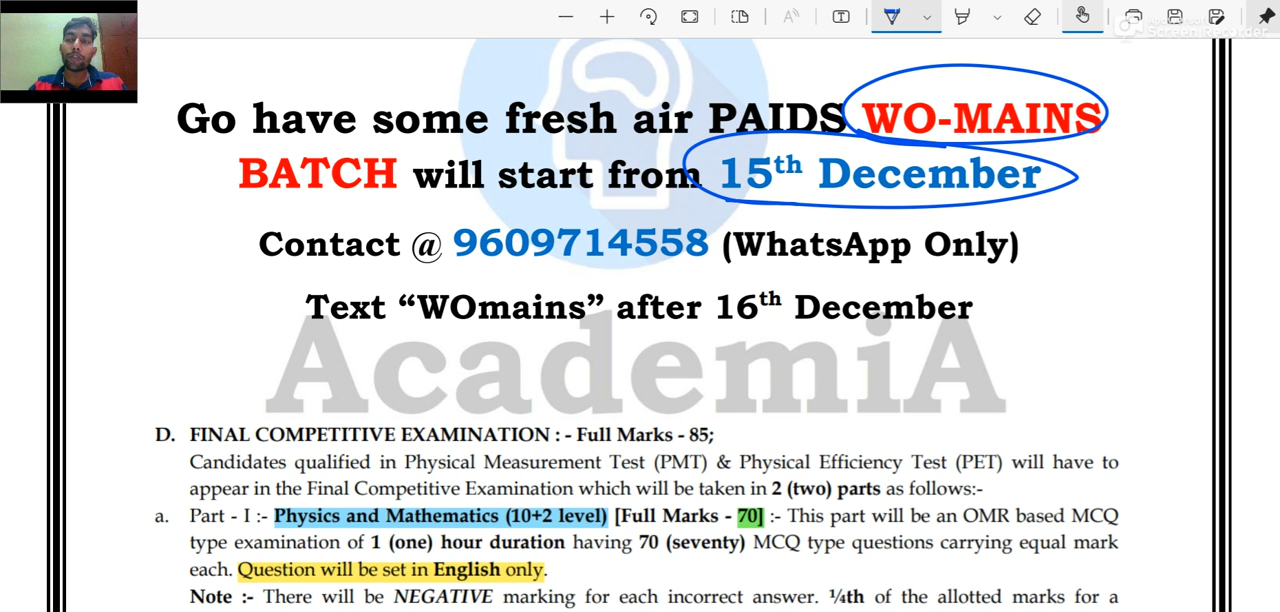 Apowersoft
Screen Recorder
Go have some fresh air PAIDS WO-MAINS
BATCH will start from 15th December
Contact @ 9609714558 (WhatsApp Only)
Text “WOmains” after 16th December
AcademiA
D. FINAL COMPETITIVE EXAMINATION : - Full Marks - 85;
Candidates qualified in Physical Measurement Test (PMT) & Physical Efficiency Test (PET) will have to
appear in the Final Competitive Examination which will be taken in 2 (two) parts as follows:-
a. Part - I :- Physics and Mathematics (10+2 level) [Full Marks - 70] :- This part will be an OMR based MCQ
type examination of 1 (one) hour duration having 70 (seventy) MCQ type questions carrying equal mark
each. Question will be set in English only.
Note :- There will be NEGATIVE marking for each incorrect answer. ¼th of the allotted marks for a